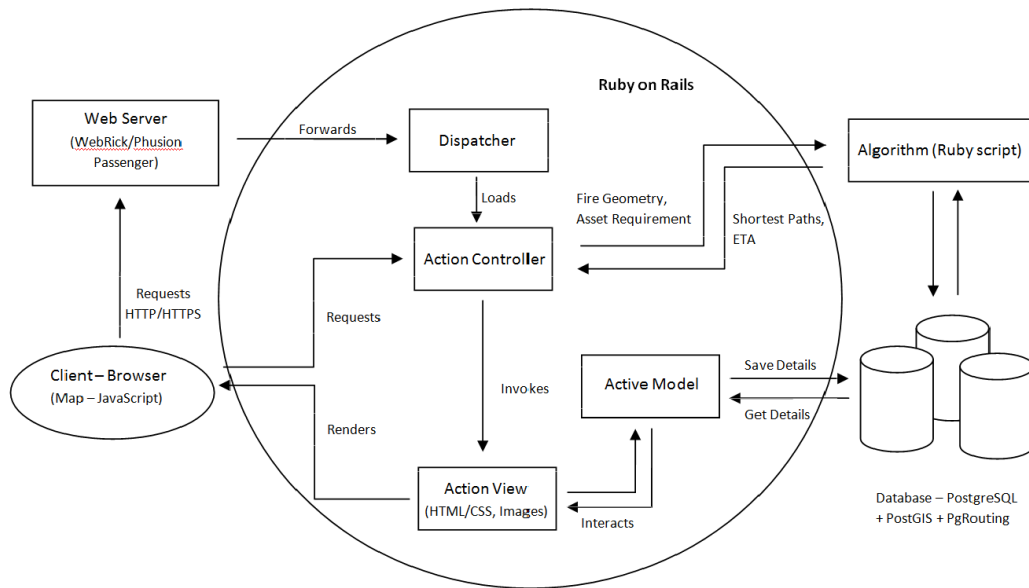 Ruby on Rails
Web Server
(WebRick/Phusion
Passenger)
Forwards
Dispatcher
Algorithm (Ruby script)
Loads
Fire Geometry,
Asset Requirement
Shortest Paths,
ETA
Action Controller
Requests
HTTP/HTTPS
Requests
Client – Browser
(Map – JavaScript)
Invokes
Active Model
Save Details
Get Details
Renders
Action View
(HTML/CSS, Images)
Interacts
Database – PostgreSQL
+ PostGIS + PgRouting